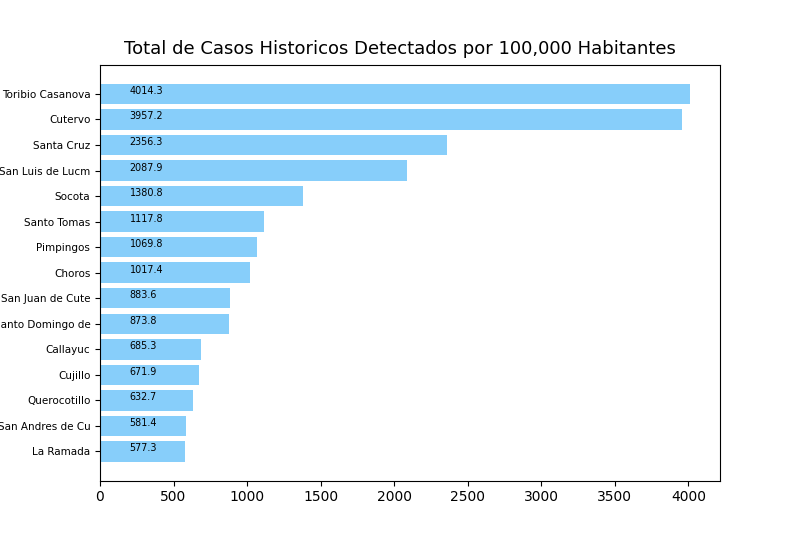 Total de Casos Historicos Detectados por 100,000 Habitantes
Toribio Casanova 4014.3
Cutervo 3957.2
Santa Cruz 2356.3
San Luis de Lucm 2087.9
Socota 1380.8
Santo Tomas 1117.8
Pimpingos 1069.8
Choros 1017.4
San Juan de Cute 883.6
anto Domingo de 873.8
Callayuc 685.3
Cujillo 671.9
Querocotillo 632.7
San Andres de Cu 581.4
La Ramada 577.3
0 500 1000 1500 2000 2500 3000 3500 4000